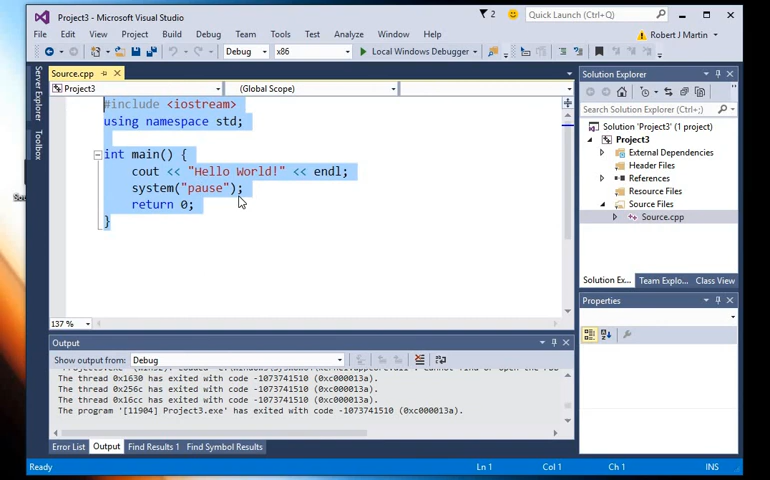 Project3 - Microsoft Visual Studio
2
Quick Launch (Ctrl+Q)
File Edit View Project Build Debug Team Tools Test Analyze Window Help
Robert J Martin
Debug x86 Local Windows Debugger
Server Explorer
Toolbox
Source.cpp
Project3 (Global Scope)
#include <iostream>
using namespace std;
int main() {
cout << "Hello World!" << endl;
system("pause");
return 0;
}
137 %
Output
Show output from: Debug
The thread 0x1630 has exited with code -1073741510 (0xc000013a).
The thread 0x256c has exited with code -1073741510 (0xc000013a).
The thread 0x16cc has exited with code -1073741510 (0xc000013a).
The program '[11904] Project3.exe' has exited with code -1073741510 (0xc000013a).
Error List Output Find Results 1 Find Symbol Results
Solution Explorer
Search Solution Explorer (Ctrl+;)
Solution 'Project3' (1 project)
Project3
External Dependencies
Header Files
References
Resource Files
Source Files
Source.cpp
Solution Ex... Team Explo... Class View
Properties
Ready Ln 1 Col 1 Ch 1 INS